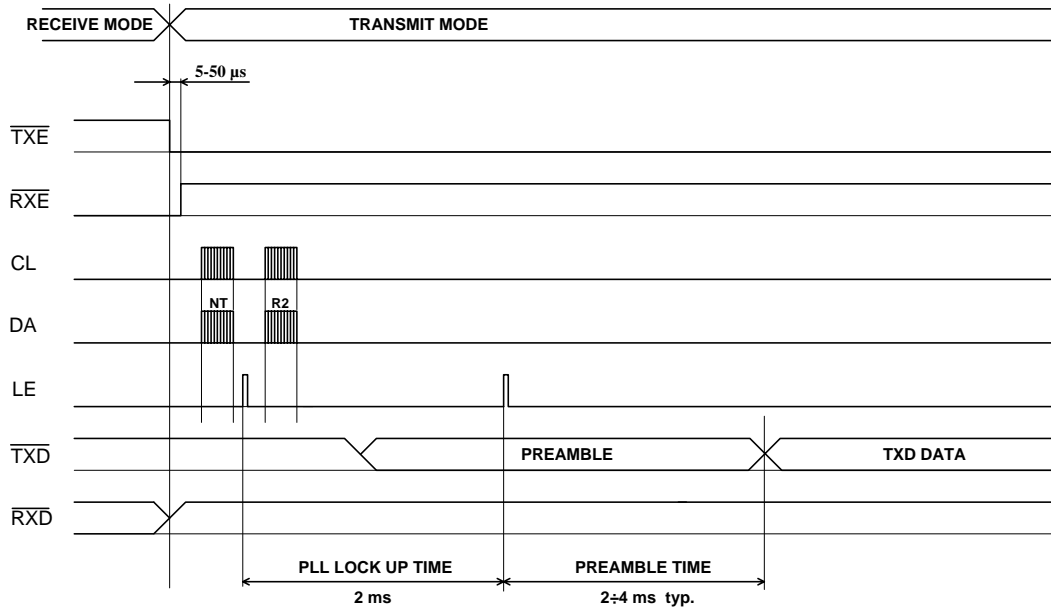 RECEIVE MODE TRANSMIT MODE
5-50 µs
TXE
RXE
CL
NT R2
DA
LE
TXD PREAMBLE TXD DATA
RXD
PLL LOCK UP TIME PREAMBLE TIME
2 ms 2÷4 ms typ.